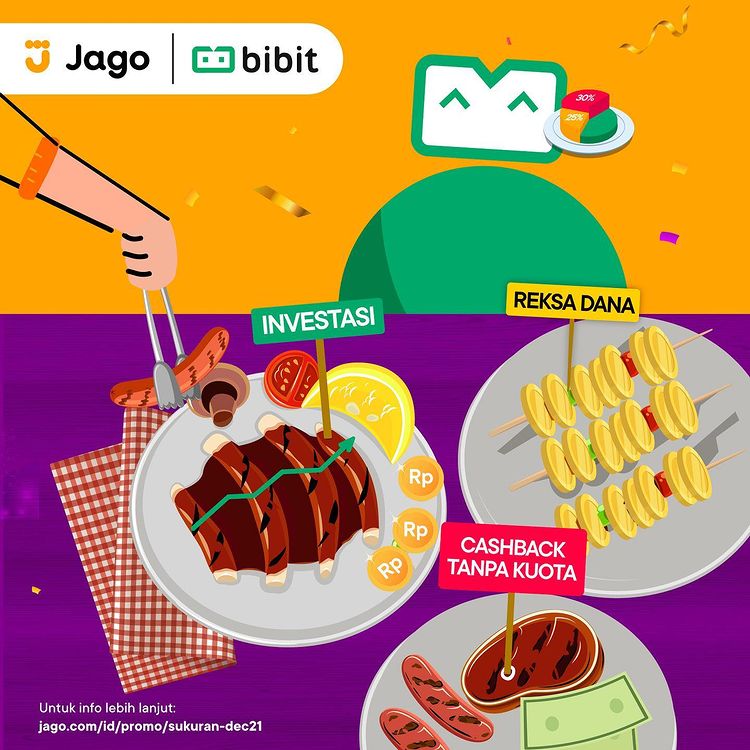 Jago
bibit
30%
25%
REKSA DANA
INVESTASI
Rp
Rp
Rp
CASHBACK
TANPA KUOTA
Untuk info lebih lanjut:
jago.com/id/promo/sukuran-dec21